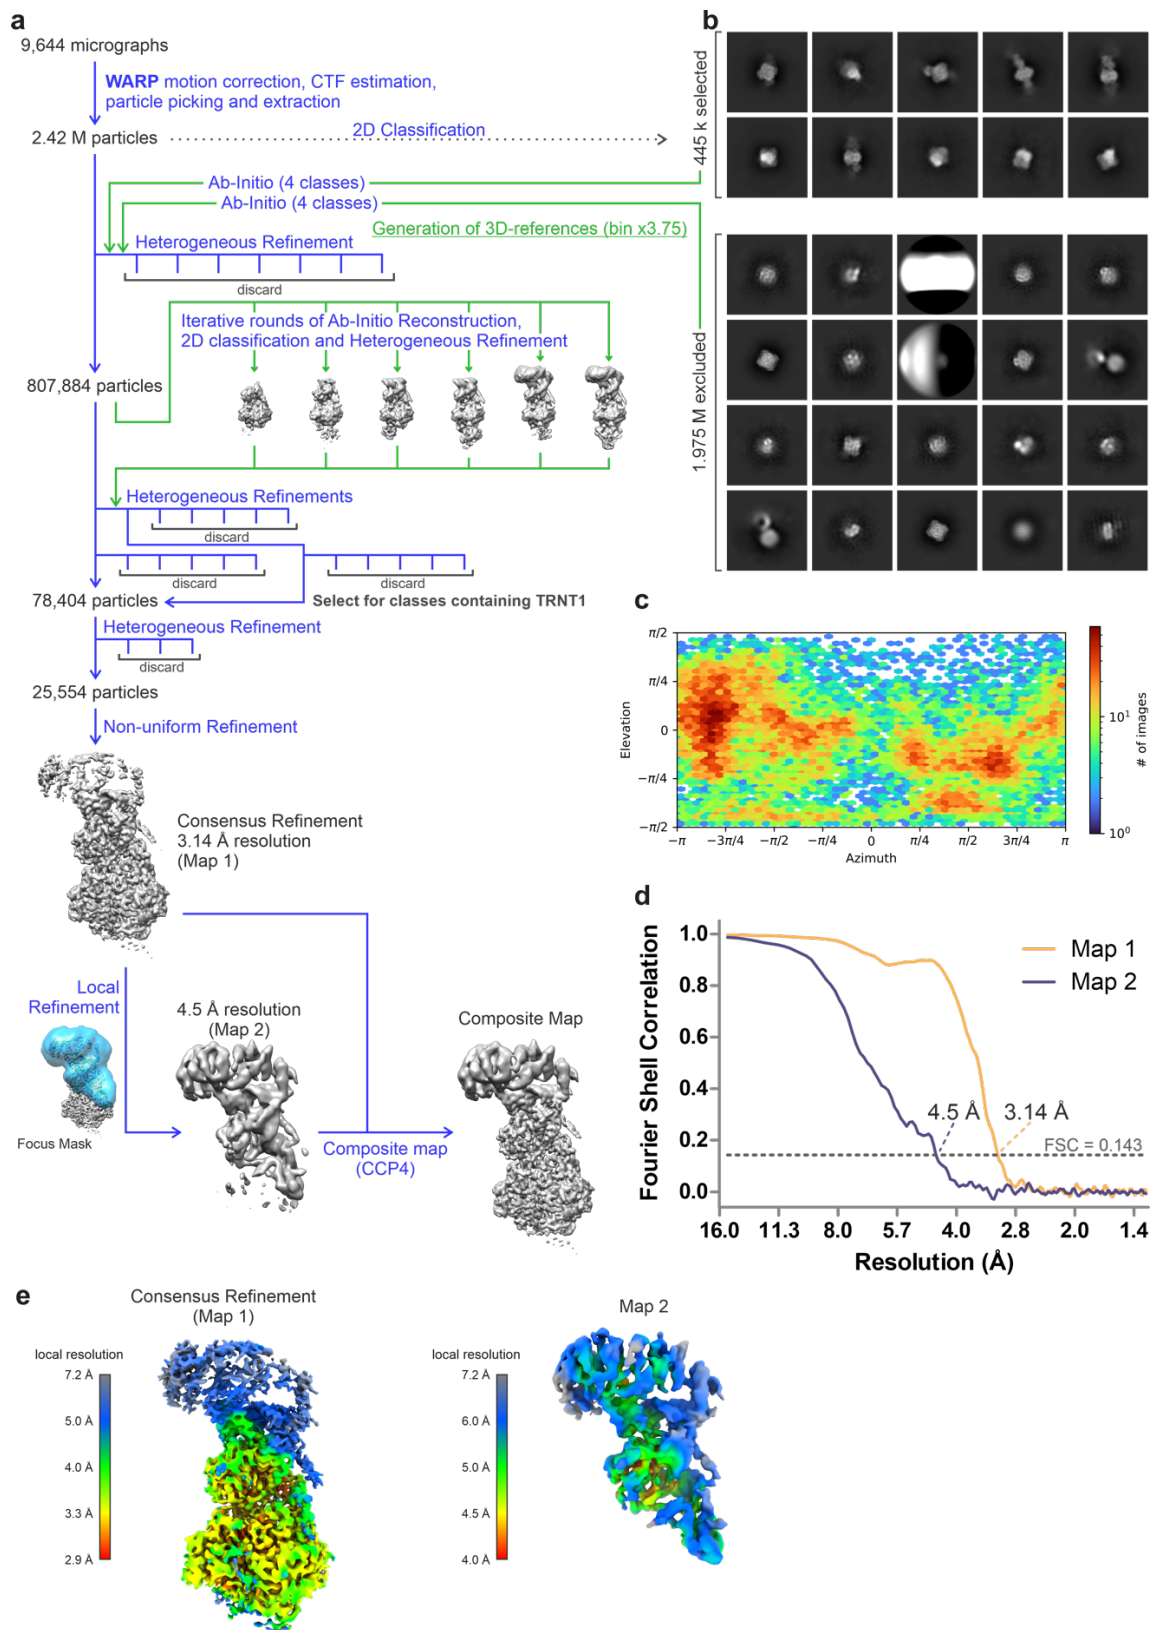 a
9,644 micrographs
WARP motion correction, CTF estimation,
particle picking and extraction
2.42 M particles
2D Classification
Ab-Initio (4 classes)
Ab-Initio (4 classes)
Generation of 3D-references (bin x3.75)
Heterogeneous Refinement
discard
Iterative rounds of Ab-Initio Reconstruction,
2D classification and Heterogeneous Refinement
807,884 particles
Heterogeneous Refinements
discard
discard
discard
78,404 particles
Select for classes containing TRNT1
Heterogeneous Refinement
discard
25,554 particles
Non-uniform Refinement
Consensus Refinement
3.14 Å resolution
(Map 1)
Local
Refinement
Focus Mask
4.5 Å resolution
(Map 2)
Composite map
(CCP4)
Composite Map
b
445 k selected
1.975 M excluded
c
Elevation
π/2
π/4
0
−π/4
−π/2
−π
−3π/4
−π/2
−π/4
0
π/4
π/2
3π/4
π
Azimuth
10¹
10⁰
# of images
d
Fourier Shell Correlation
1.0
0.8
0.6
0.4
0.2
0.0
Map 1
Map 2
4.5 Å
3.14 Å
FSC = 0.143
16.0
11.3
8.0
5.7
4.0
2.8
2.0
1.4
Resolution (Å)
e
Consensus Refinement
(Map 1)
local resolution
7.2 Å
5.0 Å
4.0 Å
3.3 Å
2.9 Å
Map 2
local resolution
7.2 Å
6.0 Å
5.0 Å
4.5 Å
4.0 Å